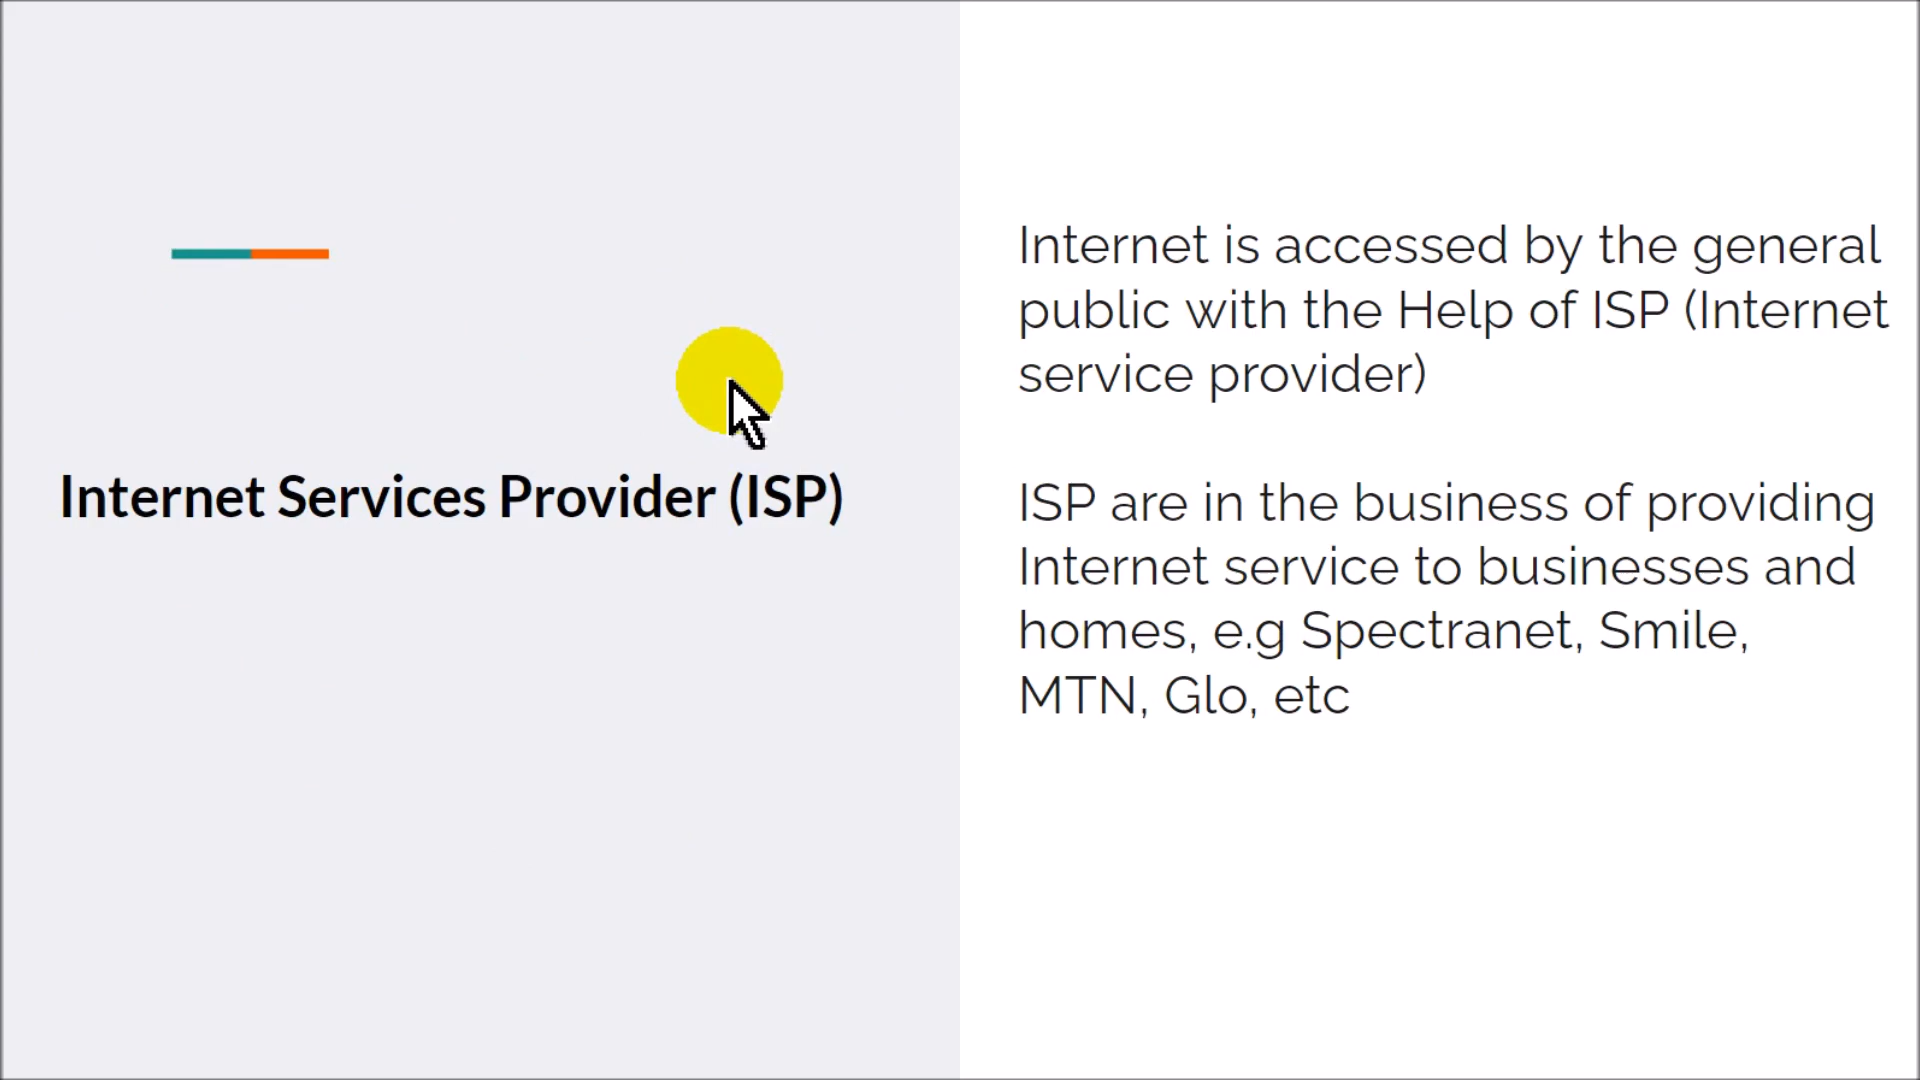 Internet Services Provider (ISP)
Internet is accessed by the general
public with the Help of ISP (Internet
service provider)
ISP are in the business of providing
Internet service to businesses and
homes, e.g Spectranet, Smile,
MTN, Glo, etc